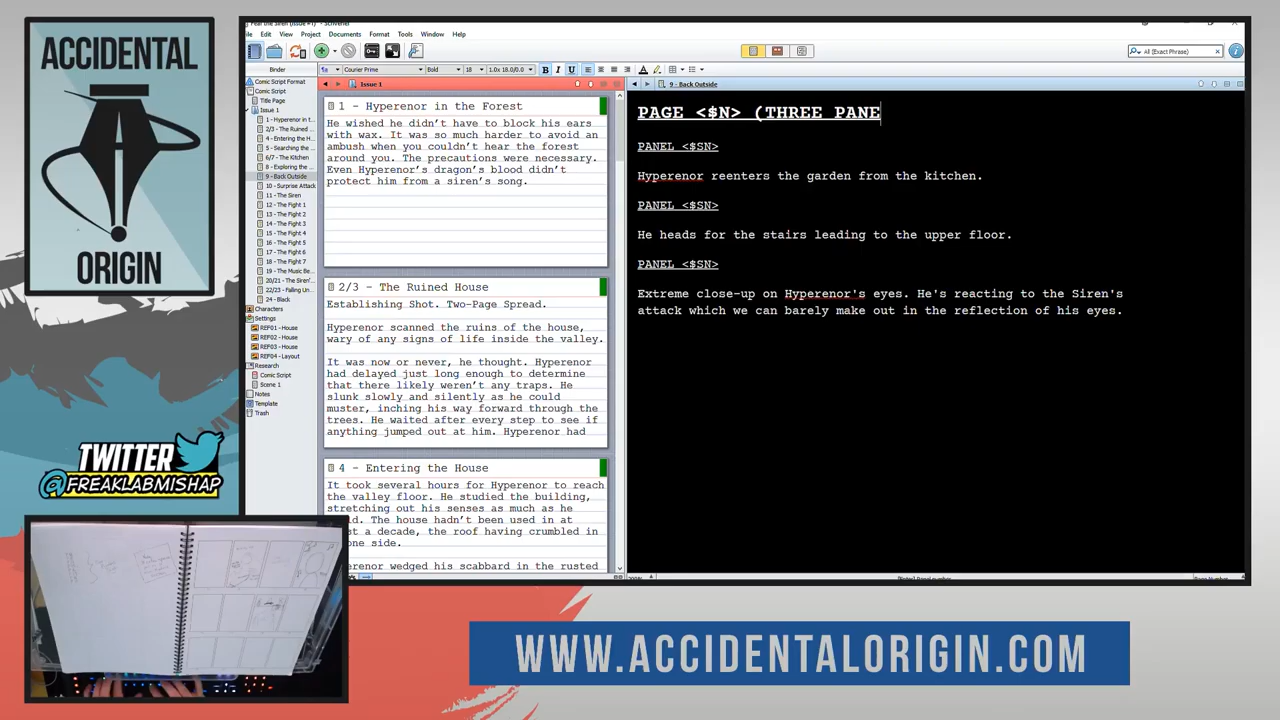 ACCIDENTAL
ORIGIN
TWITTER
@FREAKLABMISHAP
Edit View Project Documents Format Tools Window Help
All (Exact Phrase)
Courier Prime Bold 18 1.0x 18.0/0.0 B I U
Binder
Comic Script Format
Comic Script
Title Page
Issue 1
1 - Hyperenor in t...
2/3 - The Ruined ...
4 - Entering the H...
5 - Searching the ...
6/7 - The Kitchen
8 - Exploring the ...
9 - Back Outside
10 - Surprise Attack
11 - The Siren
12 - The Fight 1
13 - The Fight 2
14 - The Fight 3
15 - The Fight 4
16 - The Fight 5
17 - The Fight 6
18 - The Fight 7
19 - The Music Be...
20/21 - The Siren'...
22/23 - Falling Un...
24 - Black
Characters
Settings
REF01 - House
REF02 - House
REF03 - House
REF04 - Layout
Research
Comic Script
Scene 1
Notes
Template
Trash
Issue 1
1 - Hyperenor in the Forest
He wished he didn't have to block his ears
with wax. It was so much harder to avoid an
ambush when you couldn't hear the forest
around you. The precautions were necessary.
Even Hyperenor's dragon's blood didn't
protect him from a siren's song.
2/3 - The Ruined House
Establishing Shot. Two-Page Spread.
Hyperenor scanned the ruins of the house,
wary of any signs of life inside the valley.
It was now or never, he thought. Hyperenor
had delayed just long enough to determine
that there likely weren't any traps. He
slunk slowly and silently as he could
muster, inching his way forward through the
trees. He waited after every step to see if
anything jumped out at him. Hyperenor had
4 - Entering the House
It took several hours for Hyperenor to reach
the valley floor. He studied the building,
stretching out his senses as much as he
The house hadn't been used in at
a decade, the roof having crumbled in
one side.
wedged his scabbard in the rusted
9 - Back Outside
PAGE <$N> (THREE PANE
PANEL <$SN>
Hyperenor reenters the garden from the kitchen.
PANEL <$SN>
He heads for the stairs leading to the upper floor.
PANEL <$SN>
Extreme close-up on Hyperenor's eyes. He's reacting to the Siren's
attack which we can barely make out in the reflection of his eyes.
WWW.ACCIDENTALORIGIN.COM